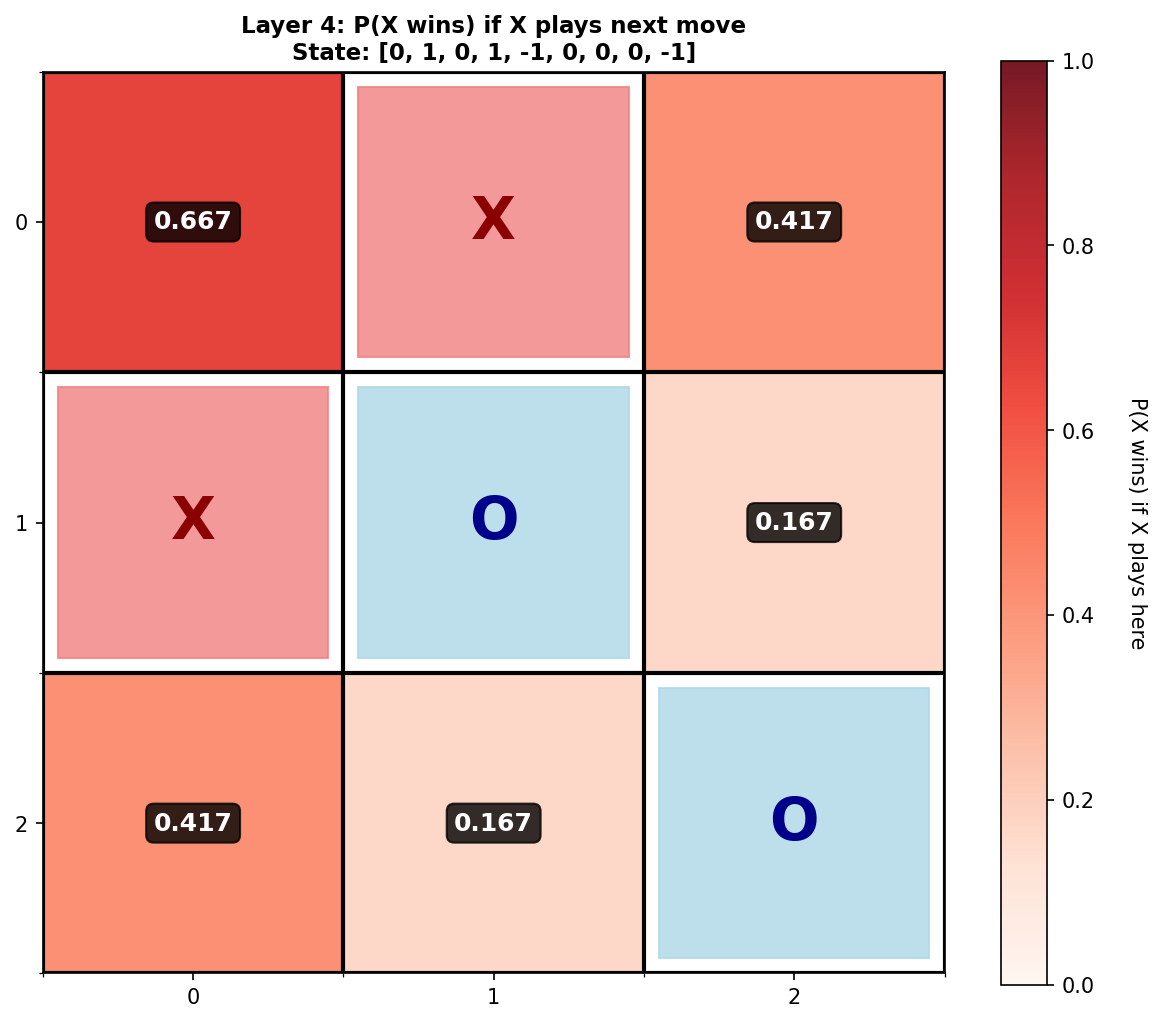 Layer 4: P(X wins) if X plays next move
State: [0, 1, 0, 1, -1, 0, 0, 0, -1]
0.667 X 0.417
X O 0.167
0.417 0.167 O
0
1
2
0 1 2
1.0
0.8
0.6
0.4
0.2
0.0
P(X wins) if X plays here